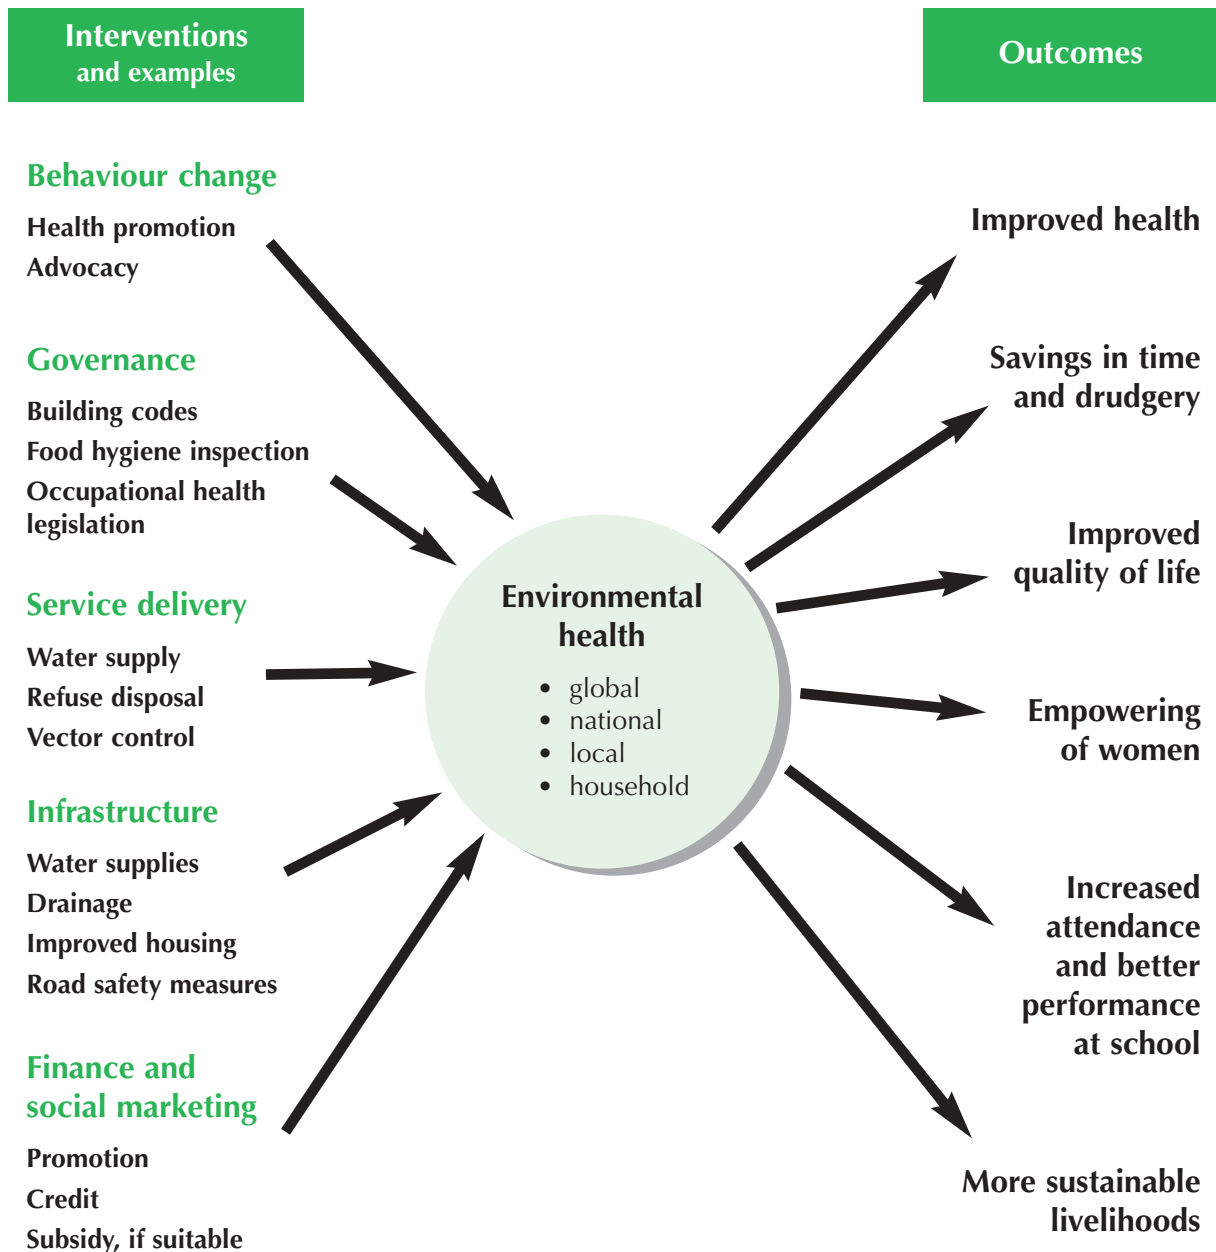 Interventions
and examples
Outcomes
Behaviour change
Health promotion
Advocacy
Governance
Building codes
Food hygiene inspection
Occupational health
legislation
Service delivery
Water supply
Refuse disposal
Vector control
Infrastructure
Water supplies
Drainage
Improved housing
Road safety measures
Finance and
social marketing
Promotion
Credit
Subsidy, if suitable
Environmental
health
• global
• national
• local
• household
Improved health
Savings in time
and drudgery
Improved
quality of life
Empowering
of women
Increased
attendance
and better
performance
at school
More sustainable
livelihoods